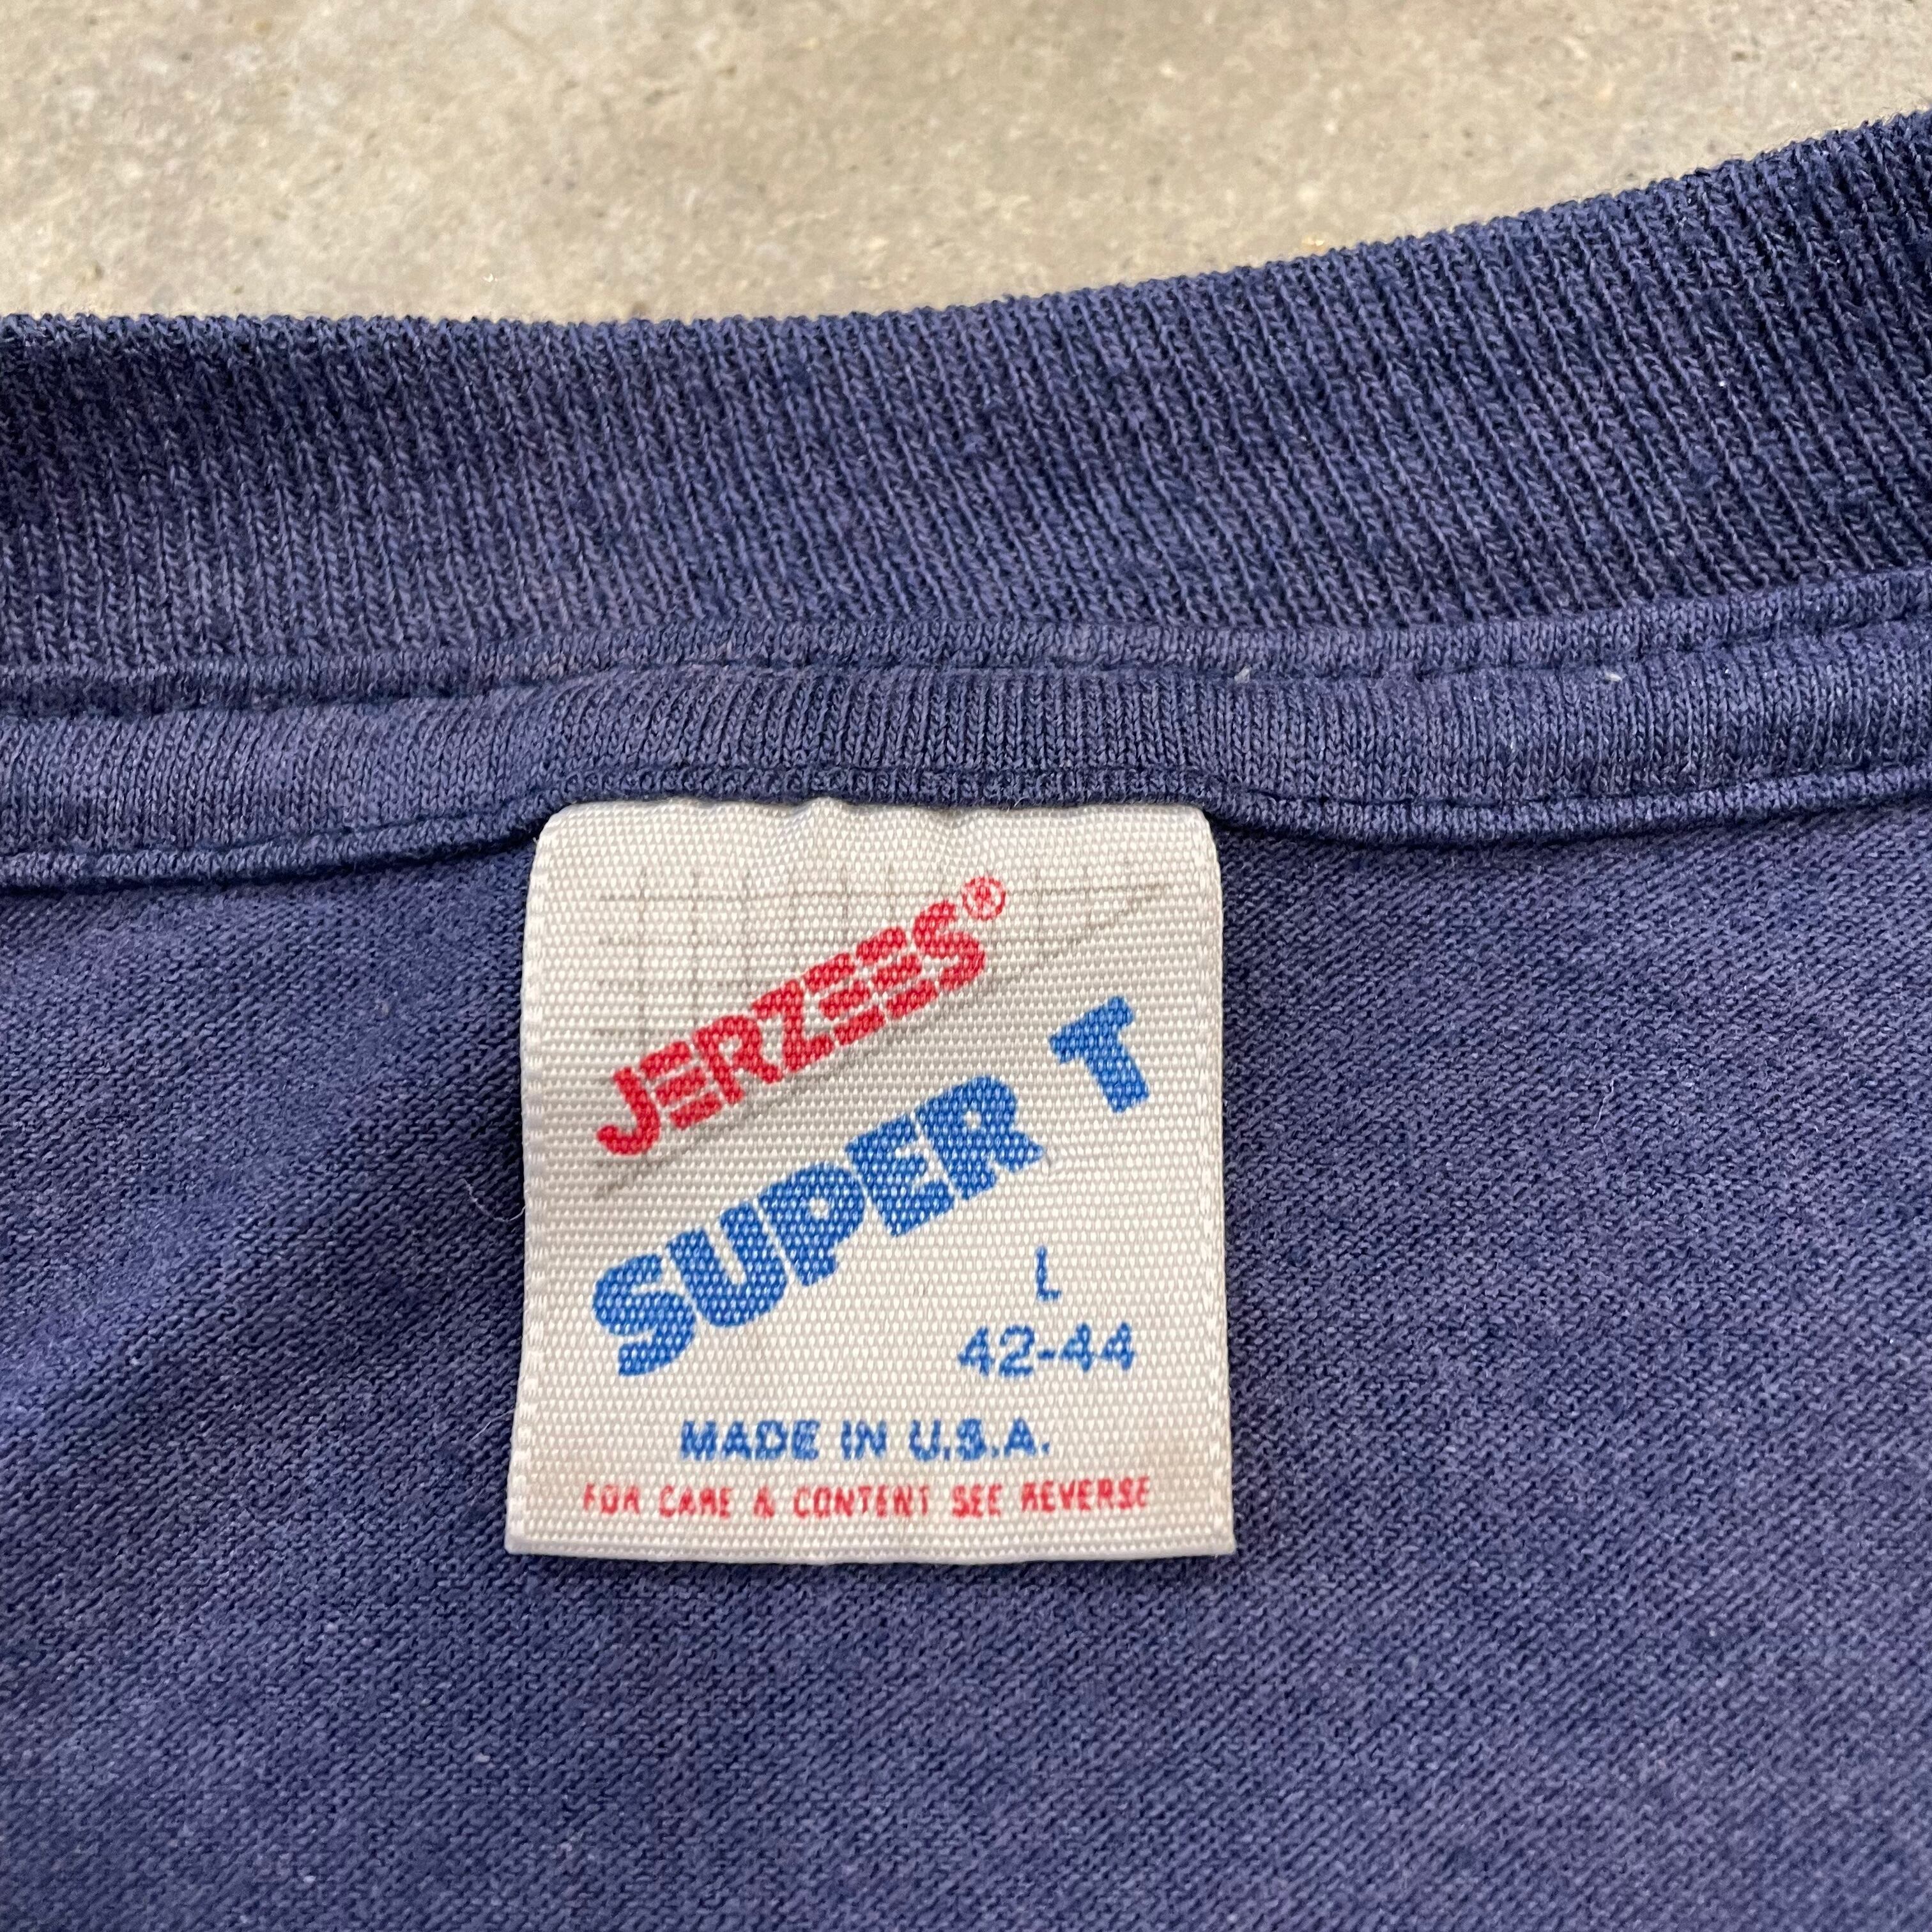 JERZEES®
SUPER T
L
42-44
MADE IN U.S.A.
FOR CARE & CONTENT SEE REVERSE